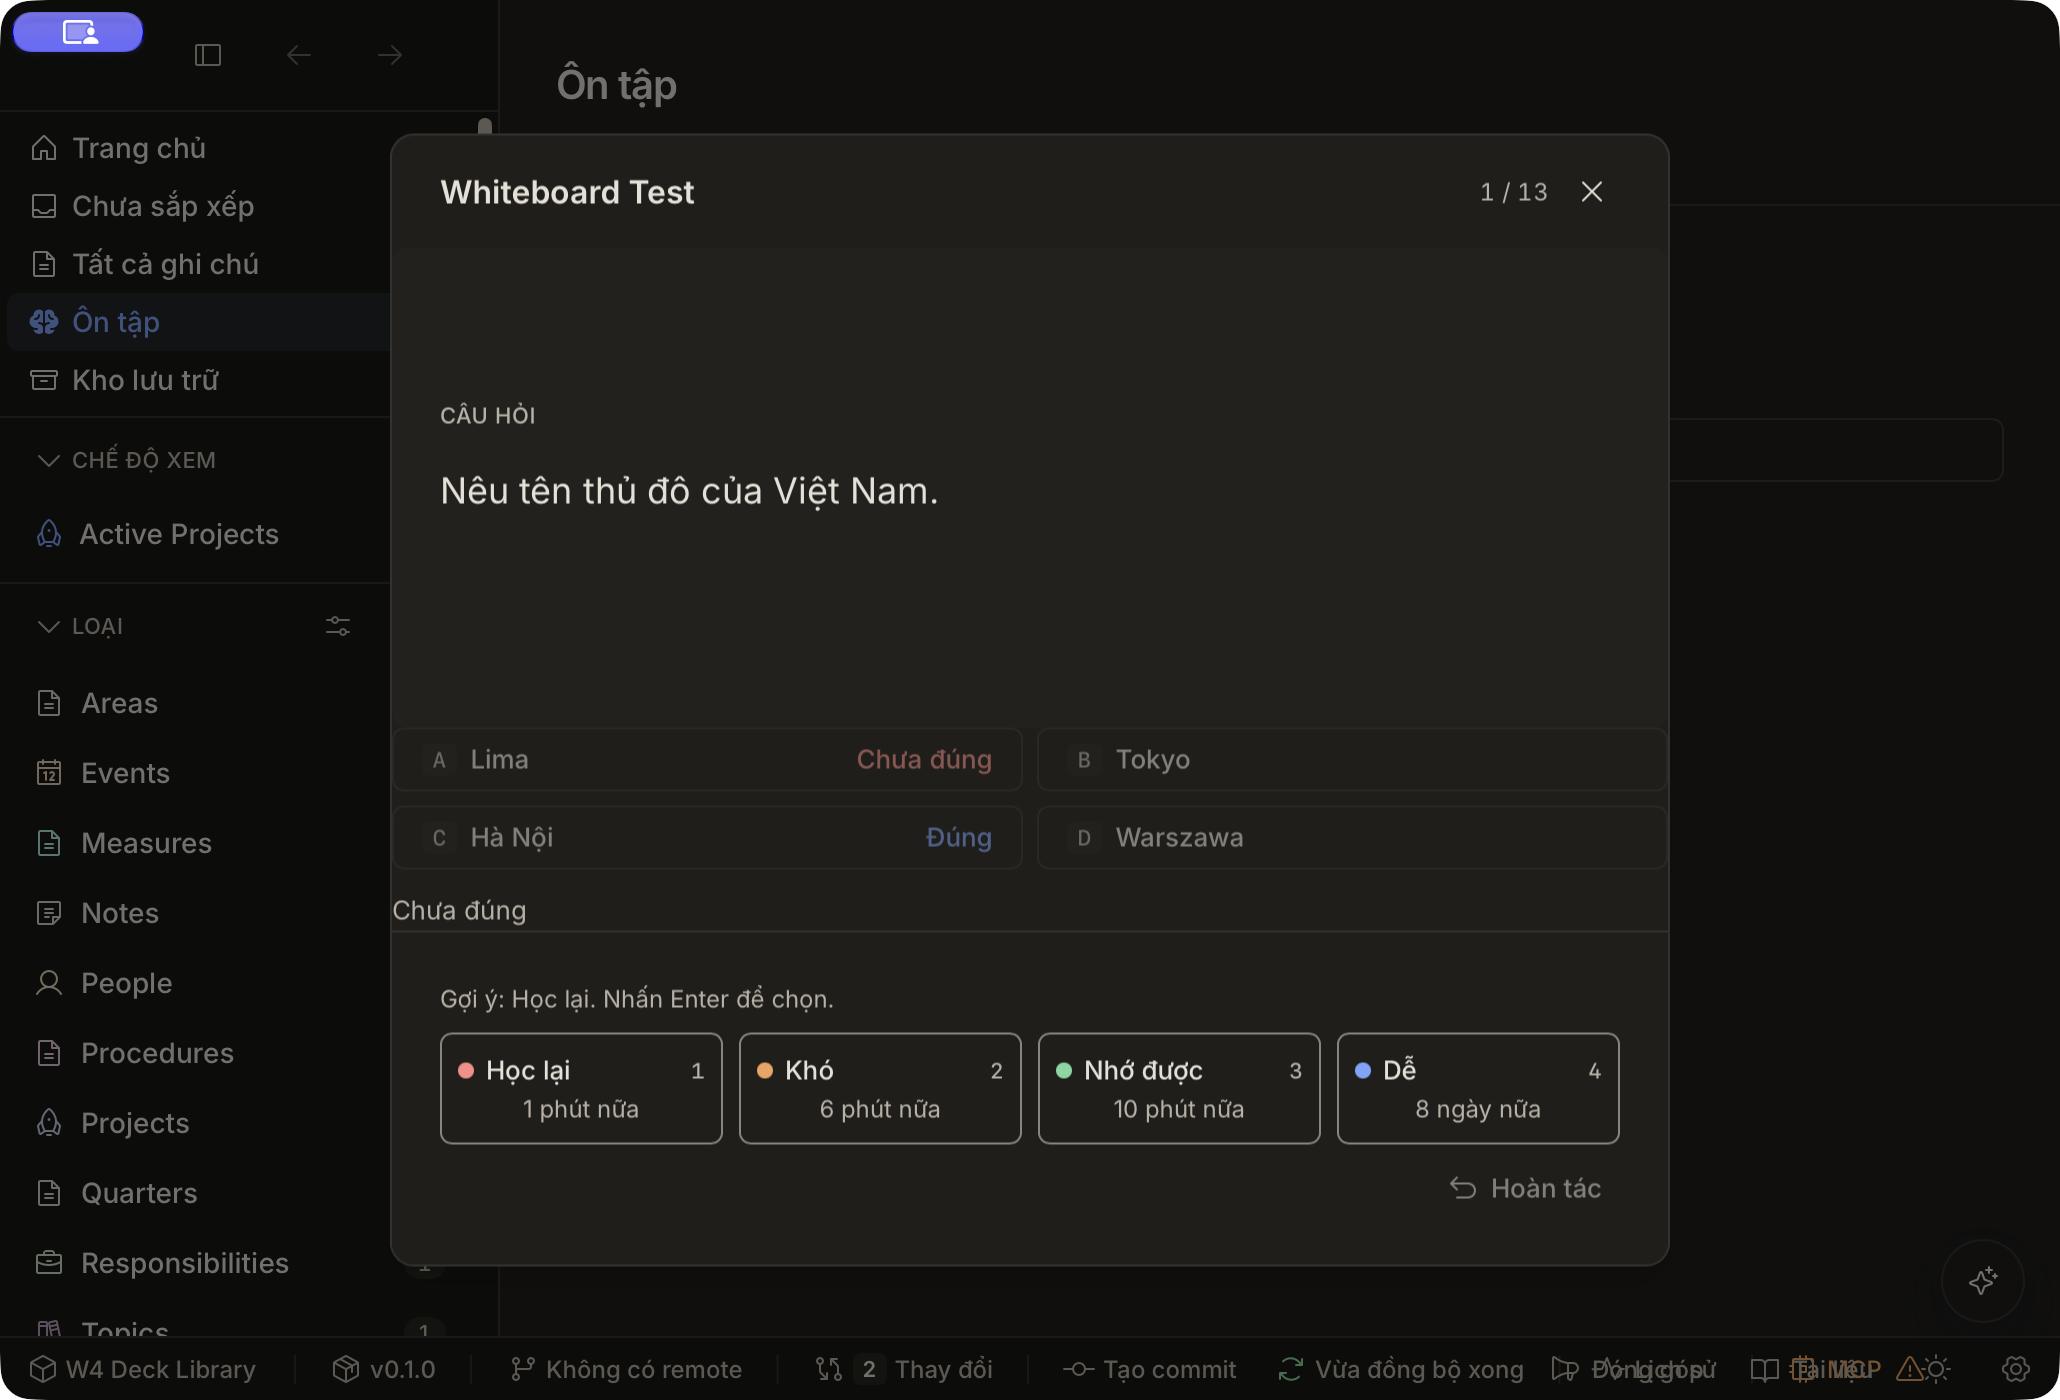 Ôn tập
Trang chủ
Chưa sắp xếp
Tất cả ghi chú
Ôn tập
Kho lưu trữ
CHẾ ĐỘ XEM
Active Projects
LOẠI
Areas
Events
Measures
Notes
People
Procedures
Projects
Quarters
Responsibilities
1
Topics
1
Whiteboard Test
1 / 13
CÂU HỎI
Nêu tên thủ đô của Việt Nam.
A Lima Chưa đúng
B Tokyo
C Hà Nội Đúng
D Warszawa
Chưa đúng
Gợi ý: Học lại. Nhấn Enter để chọn.
Học lại 1
1 phút nữa
Khó 2
6 phút nữa
Nhớ được 3
10 phút nữa
Dễ 4
8 ngày nữa
Hoàn tác
W4 Deck Library v0.1.0 Không có remote 2 Thay đổi Tạo commit Vừa đồng bộ xong MCP